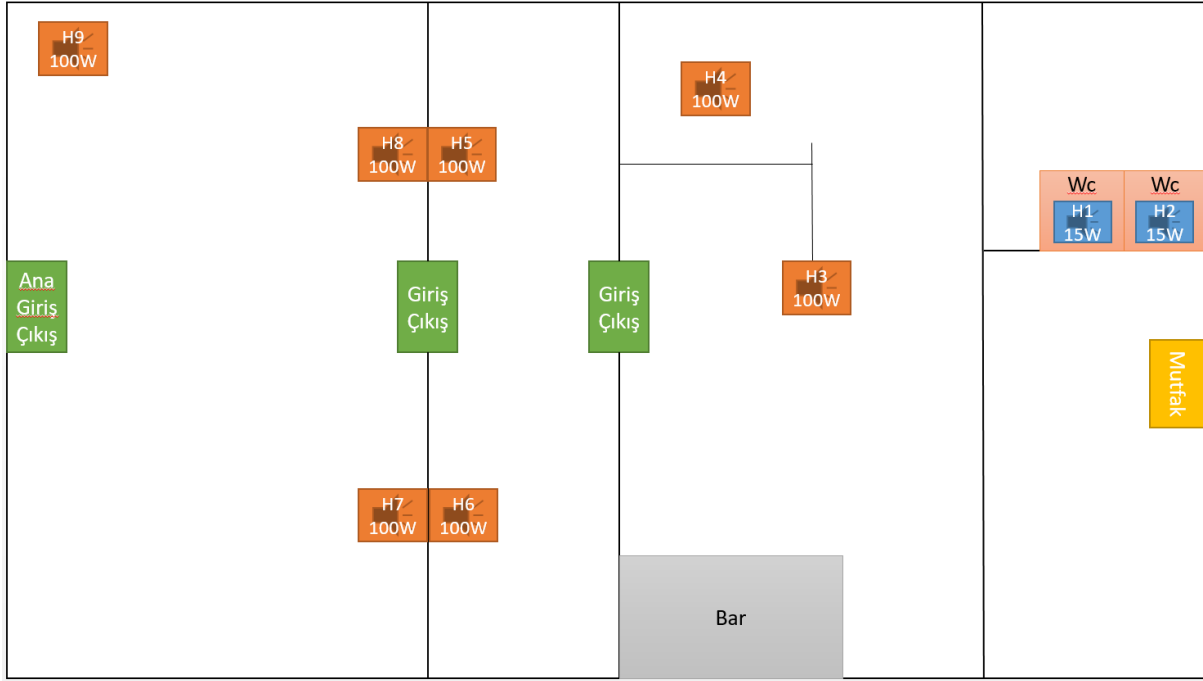 H9
100W
H4
100W
H8
100W
H5
100W
Wc
H1
15W
Wc
H2
15W
Ana
Giriş
Çıkış
Giriş
Çıkış
Giriş
Çıkış
H3
100W
Mutfak
H7
100W
H6
100W
Bar